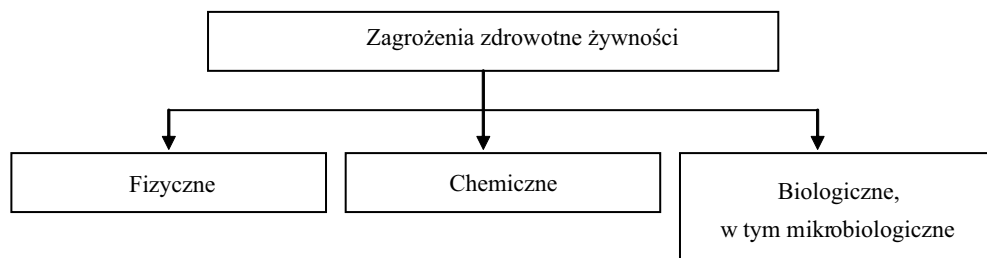 Zagrożenia zdrowotne żywności
Fizyczne
Chemiczne
Biologiczne,
w tym mikrobiologiczne